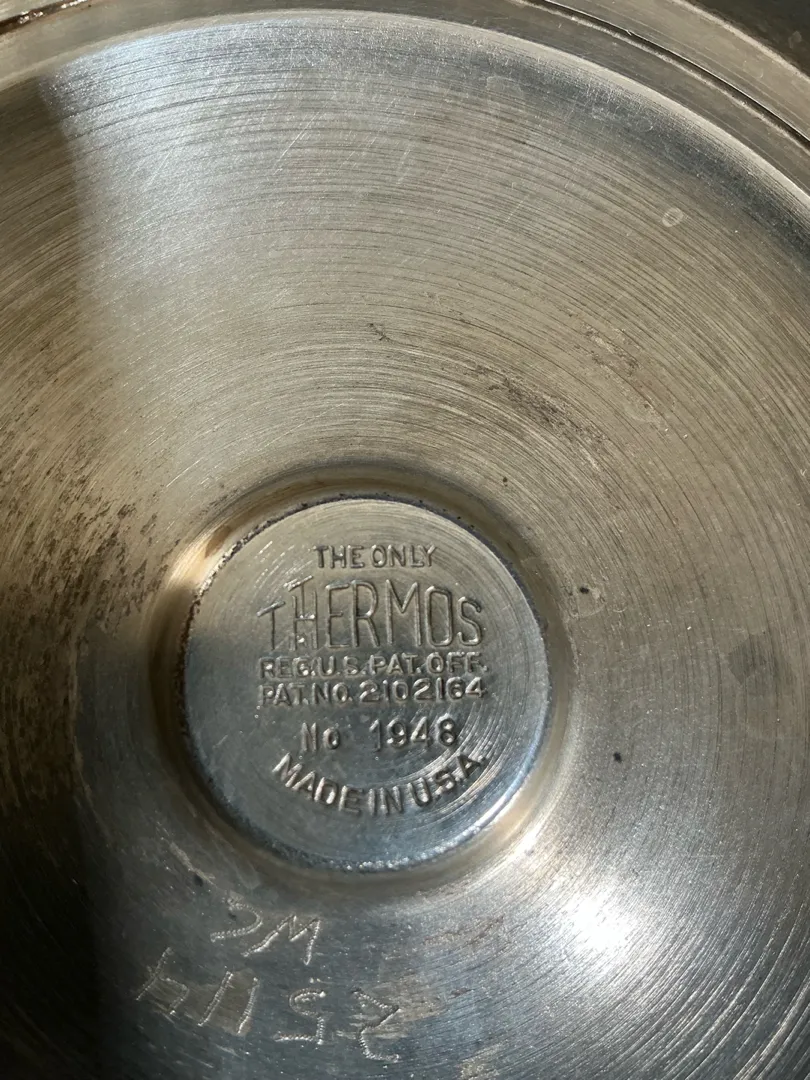 THE ONLY
THERMOS
REG.U.S.PAT.OFF.
PAT.NO.2102164
No 1948
MADE IN U.S.A.